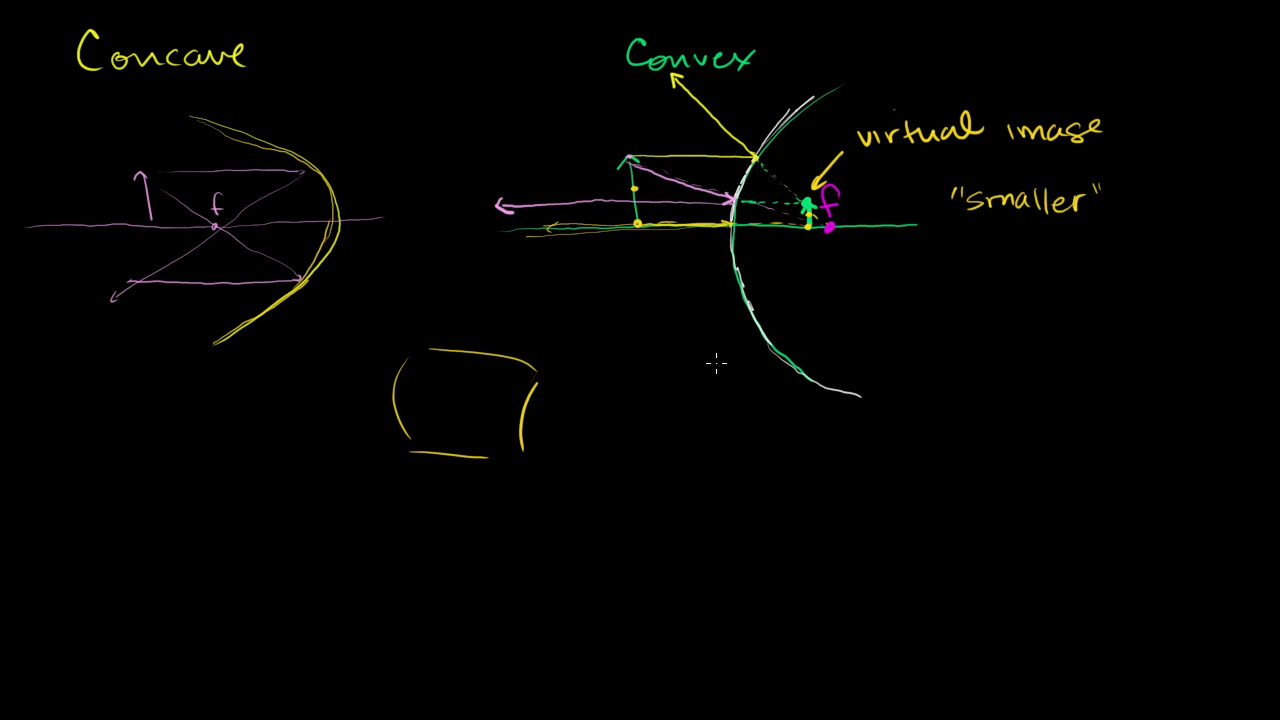 Concave
Convex
virtual image
"smaller"
f
f